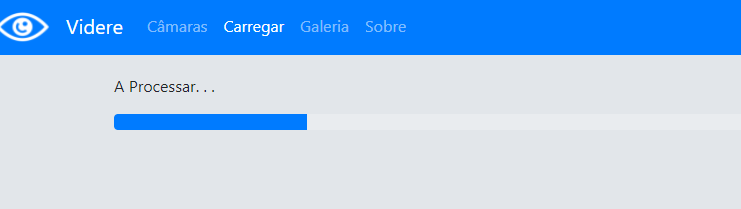 Videre Câmaras Carregar Galeria Sobre
A Processar. . .